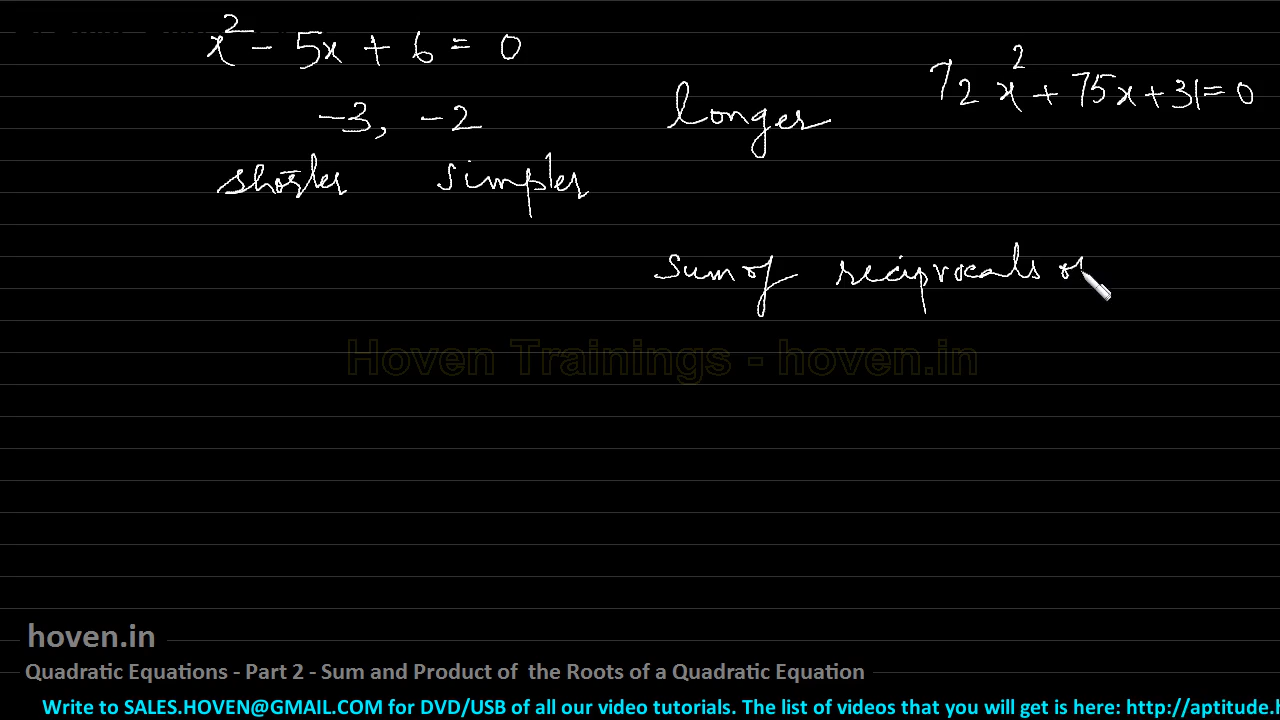 x² - 5x + 6 = 0
72x² + 75x + 31 = 0
-3, -2
longer
shorter simpler
sum of reciprocals of
Hoven Trainings - hoven.in
hoven.in
Quadratic Equations - Part 2 - Sum and Product of the Roots of a Quadratic Equation
Write to SALES.HOVEN@GMAIL.COM for DVD/USB of all our video tutorials. The list of videos that you will get is here: http://aptitude.h